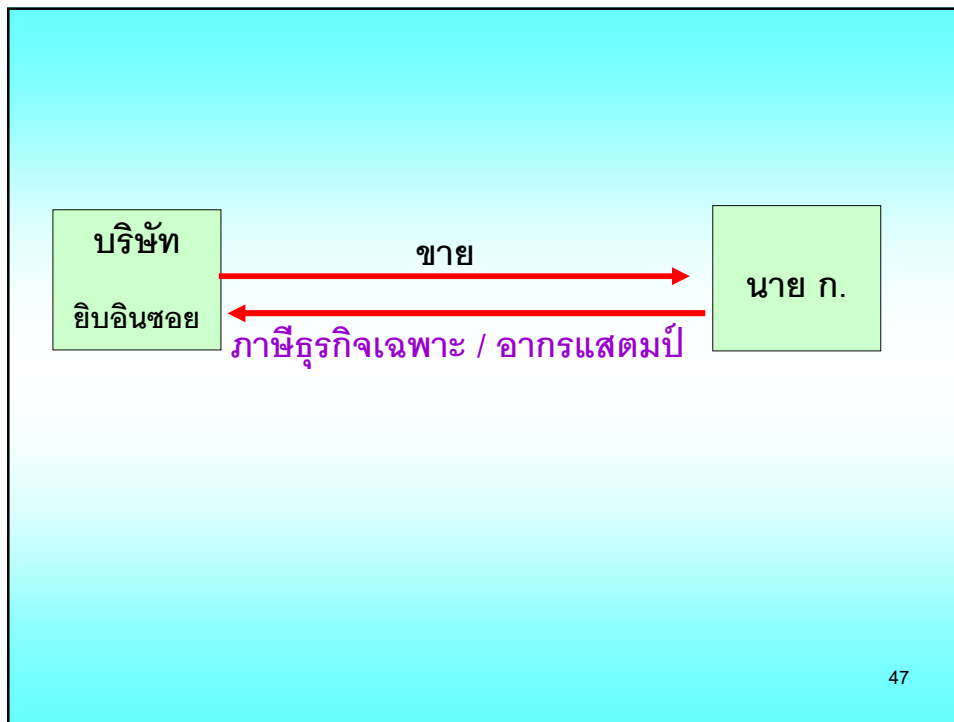 บริษัท
ยิบอินซอย
ขาย
นาย ก.
ภาษีธุรกิจเฉพาะ / อากรแสตมป์
47